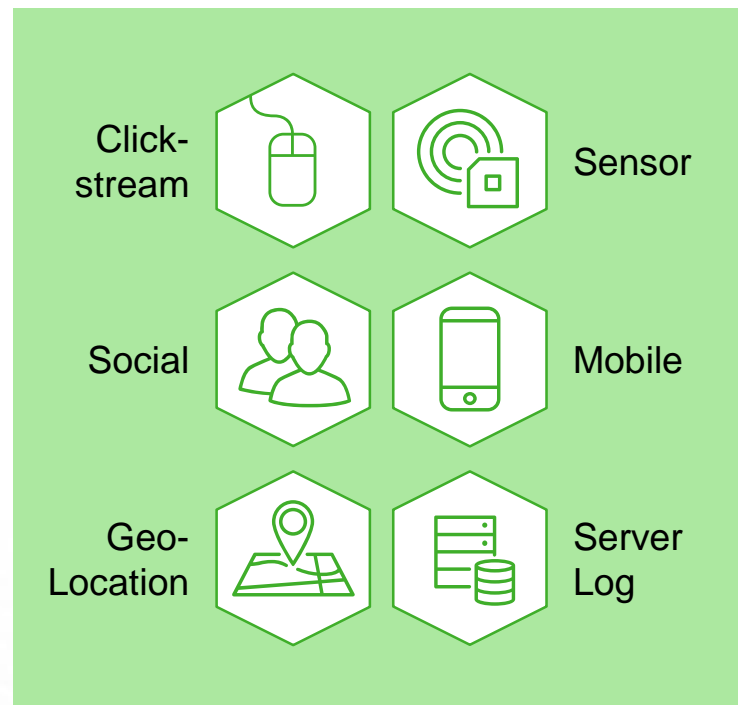 Click-
stream
Sensor
Social
Mobile
Geo-
Location
Server
Log